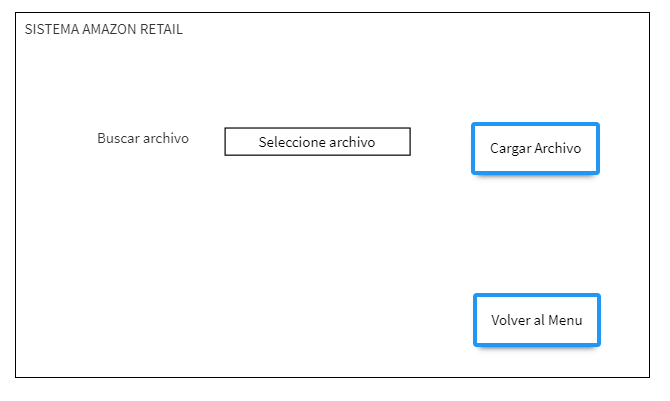 SISTEMA AMAZON RETAIL
Buscar archivo
Seleccione archivo
Cargar Archivo
Volver al Menu